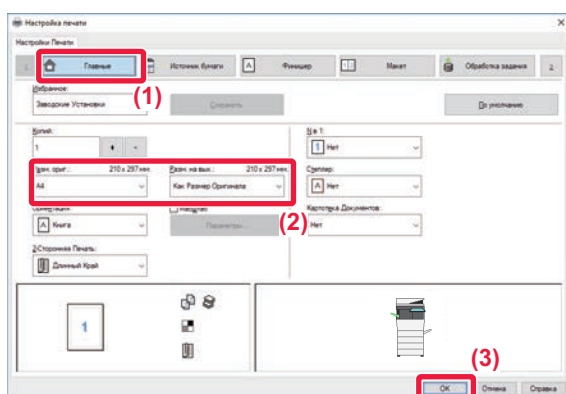 Настройка печати
Настройки Печати
Главные
Источник бумаги
Финишер
Макет
Обработка задания
(1)
Избранное:
Заводские Установки
Сохранить
По умолчанию
Копий:
1
+ -
N в 1:
1 Нет
Разм. ориг.: 210 x 297 мм.
Разм. на вых.: 210 x 297 мм.
A4
Как Размер Оригинала
Степлер:
A Нет
(2)
Ориентация:
A Книга
Масштаб
Параметры...
Картотека Документов:
Нет
2-Сторонняя Печать:
Длинный Край
1
(3)
OK
Отмена
Справка